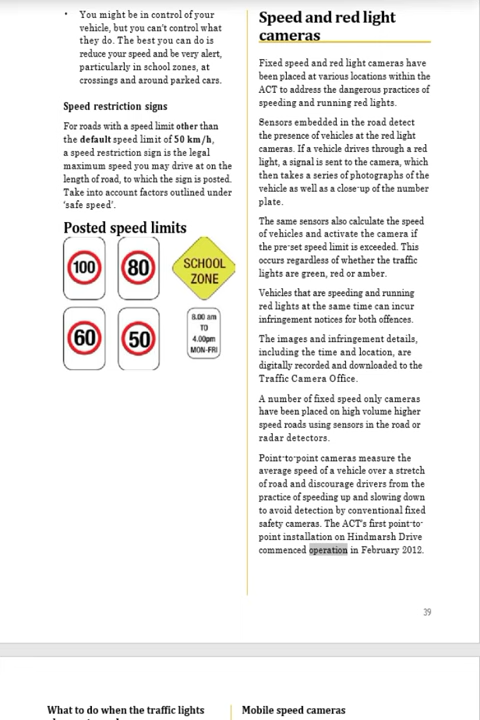 • You might be in control of your
vehicle, but you can't control what
they do. The best you can do is
reduce your speed and be very alert,
particularly in school zones, at
crossings and around parked cars.
Speed restriction signs
For roads with a speed limit other than
the default speed limit of 50 km/h,
a speed restriction sign is the legal
maximum speed you may drive at on the
length of road, to which the sign is posted.
Take into account factors outlined under
'safe speed'.
Posted speed limits
100
80
SCHOOL
ZONE
60
50
8.00 am
TO
4.00pm
MON-FRI
Speed and red light
cameras
Fixed speed and red light cameras have
been placed at various locations within the
ACT to address the dangerous practices of
speeding and running red lights.
Sensors embedded in the road detect
the presence of vehicles at the red light
cameras. If a vehicle drives through a red
light, a signal is sent to the camera, which
then takes a series of photographs of the
vehicle as well as a close-up of the number
plate.
The same sensors also calculate the speed
of vehicles and activate the camera if
the pre-set speed limit is exceeded. This
occurs regardless of whether the traffic
lights are green, red or amber.
Vehicles that are speeding and running
red lights at the same time can incur
infringement notices for both offences.
The images and infringement details,
including the time and location, are
digitally recorded and downloaded to the
Traffic Camera Office.
A number of fixed speed only cameras
have been placed on high volume higher
speed roads using sensors in the road or
radar detectors.
Point-to-point cameras measure the
average speed of a vehicle over a stretch
of road and discourage drivers from the
practice of speeding up and slowing down
to avoid detection by conventional fixed
safety cameras. The ACT's first point-to-
point installation on Hindmarsh Drive
commenced operation in February 2012.
39
What to do when the traffic lights
Mobile speed cameras